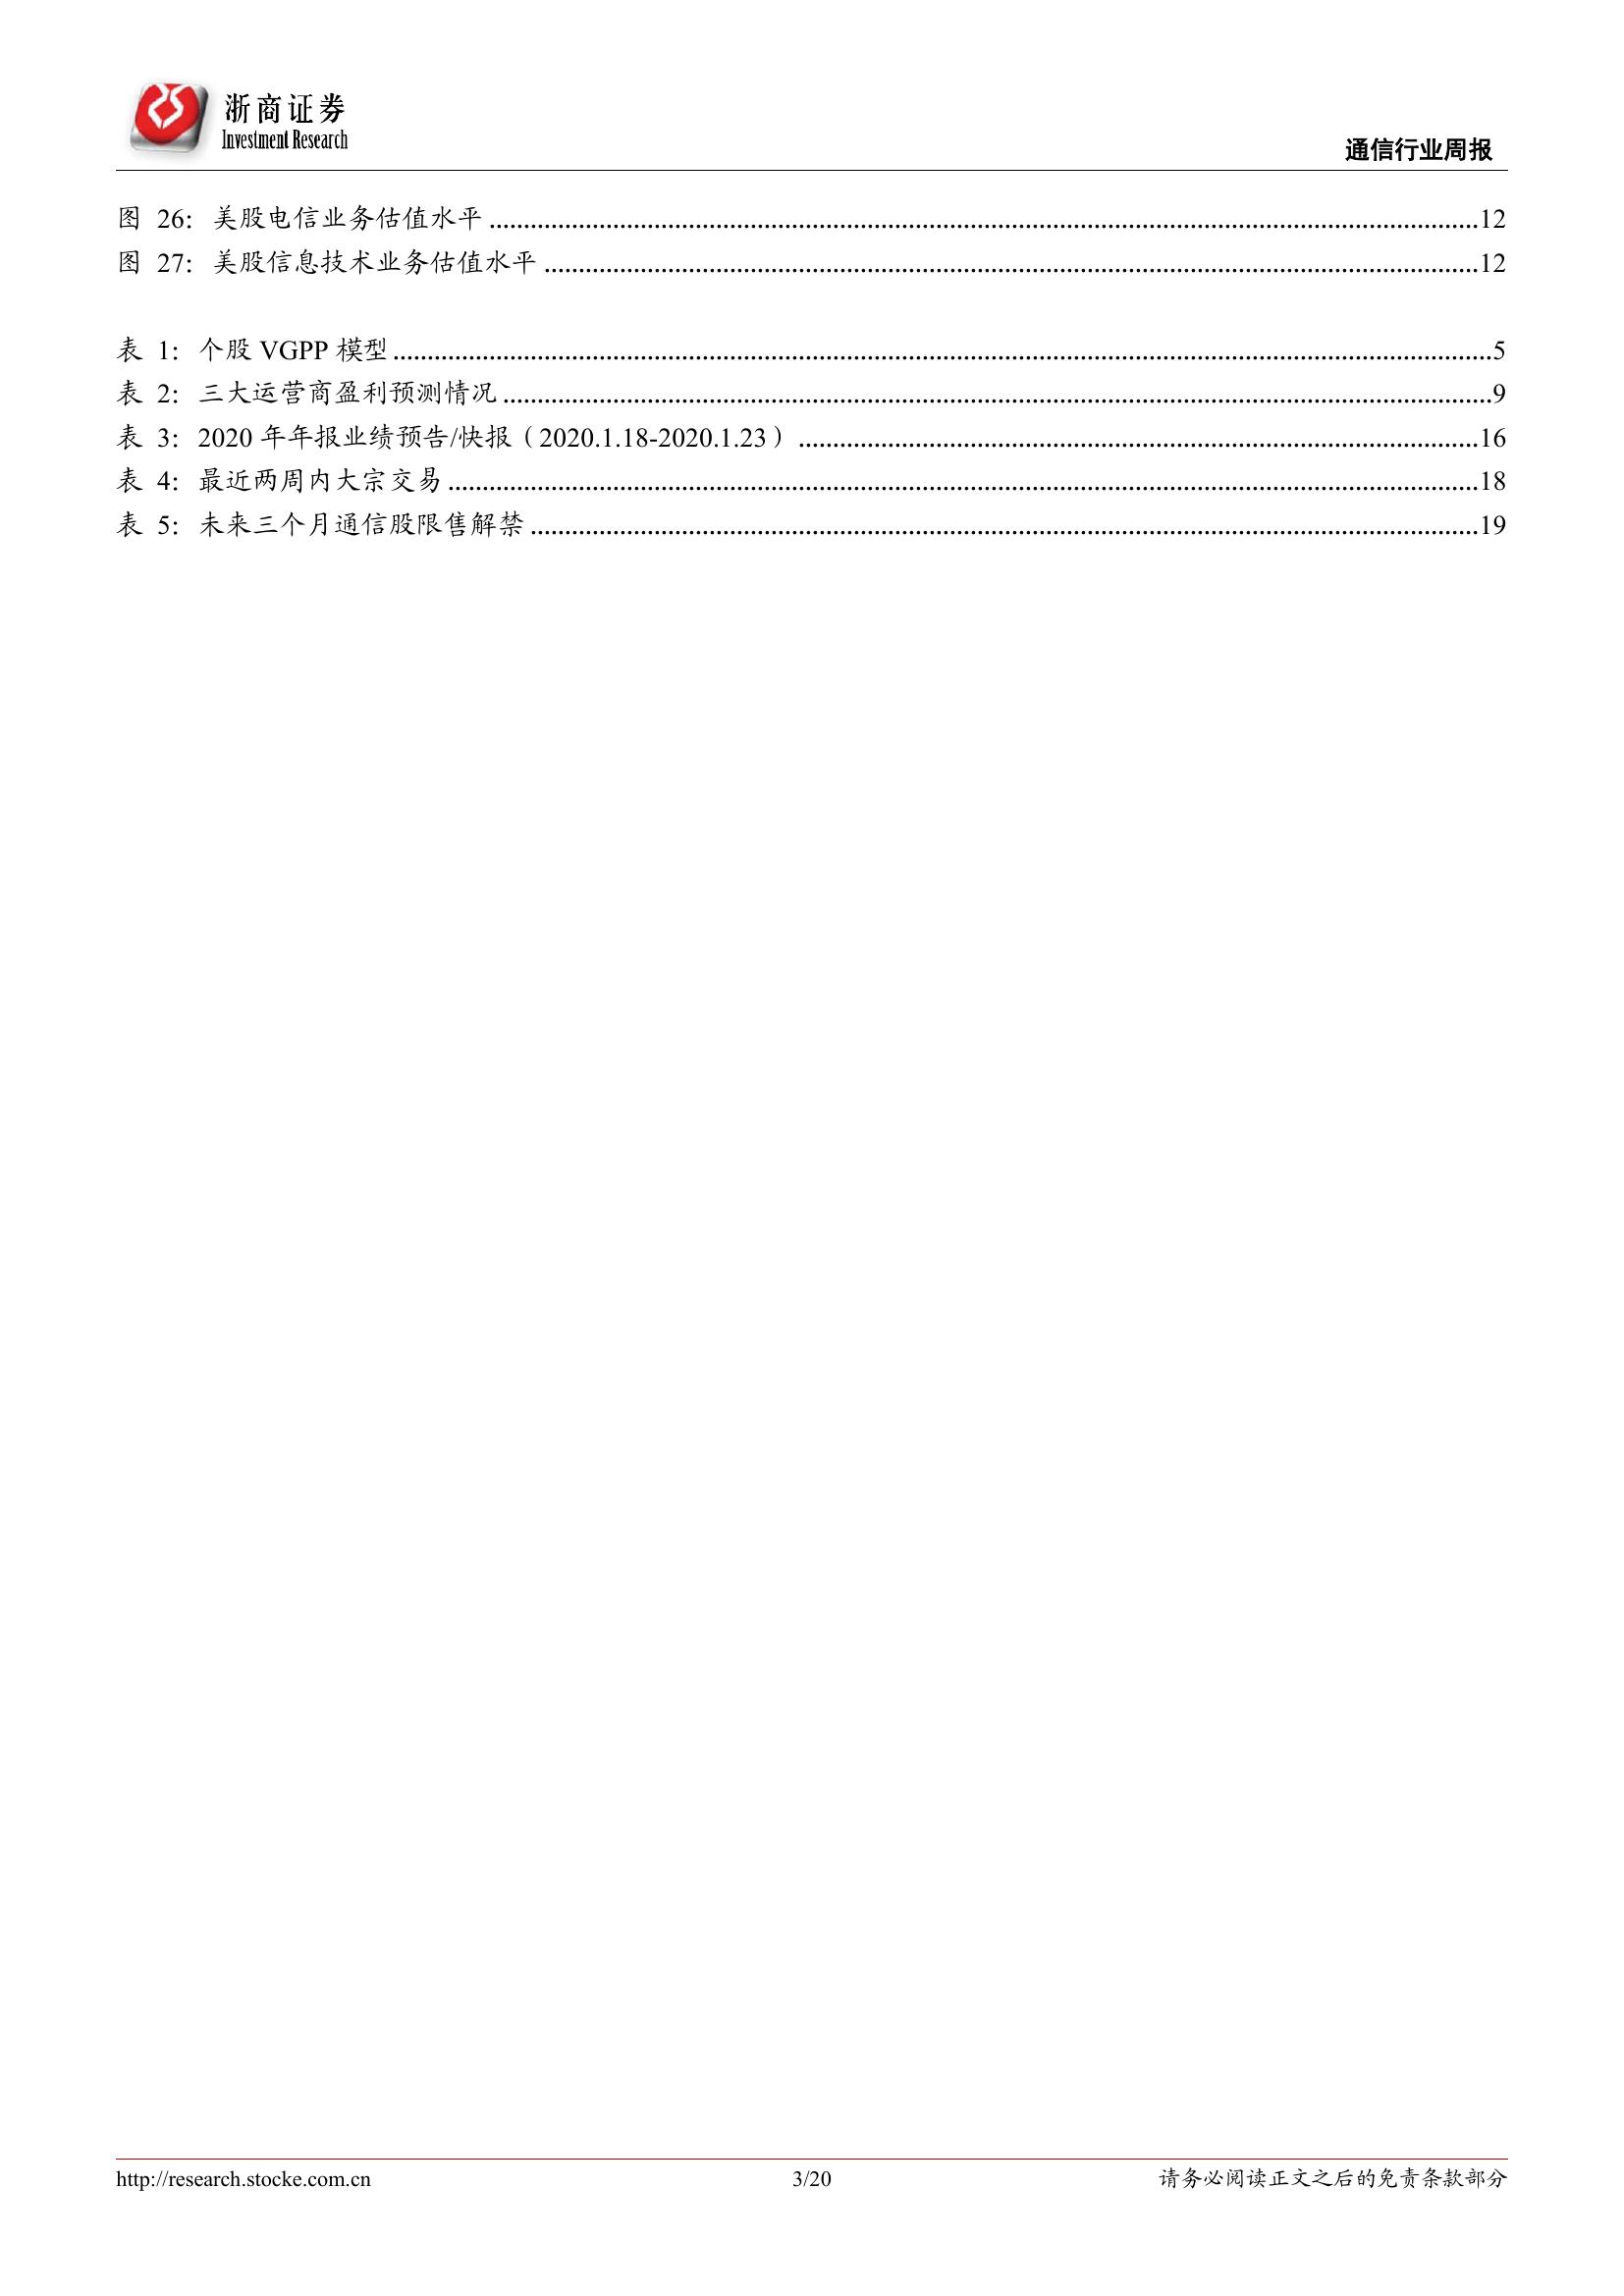 浙商证券
Investment Research
通信行业周报
图 26：美股电信业务估值水平 ........................................................................12
图 27：美股信息技术业务估值水平 ........................................................................12
表 1：个股 VGPP 模型 ........................................................................5
表 2：三大运营商盈利预测情况 ........................................................................9
表 3：2020 年年报业绩预告/快报（2020.1.18-2020.1.23） ........................................................................16
表 4：最近两周内大宗交易 ........................................................................18
表 5：未来三个月通信股限售解禁 ........................................................................19
http://research.stocke.com.cn 3/20 请务必阅读正文之后的免责条款部分